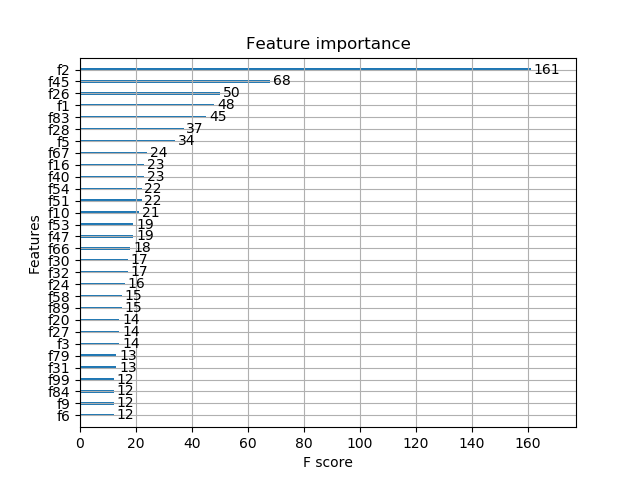 Feature importance
f2 161
f45 68
f26 50
f1 48
f83 45
f28 37
f5 34
f67 24
f16 23
f40 23
f54 22
f51 22
f10 21
f53 19
f47 19
f66 18
f30 17
f32 17
f24 16
f58 15
f89 15
f20 14
f27 14
f3 14
f79 13
f31 13
f99 12
f84 12
f9 12
f6 12
Features
0 20 40 60 80 100 120 140 160
F score